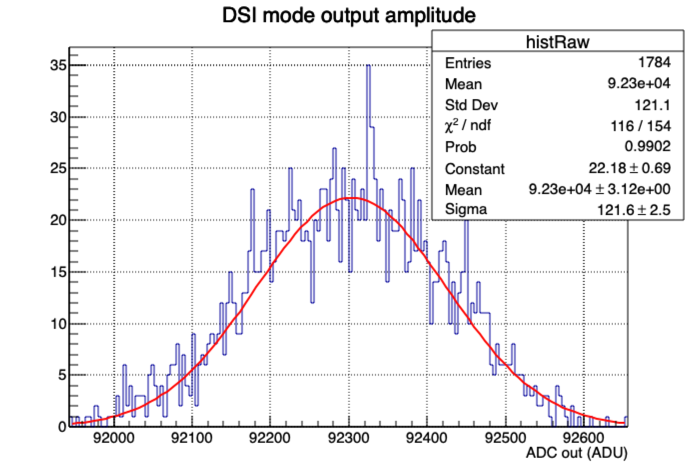 DSI mode output amplitude
histRaw
Entries 1784
Mean 9.23e+04
Std Dev 121.1
χ² / ndf 116 / 154
Prob 0.9902
Constant 22.18 ± 0.69
Mean 9.23e+04 ± 3.12e+00
Sigma 121.6 ± 2.5
35
30
25
20
15
10
5
0
92000 92100 92200 92300 92400 92500 92600
ADC out (ADU)